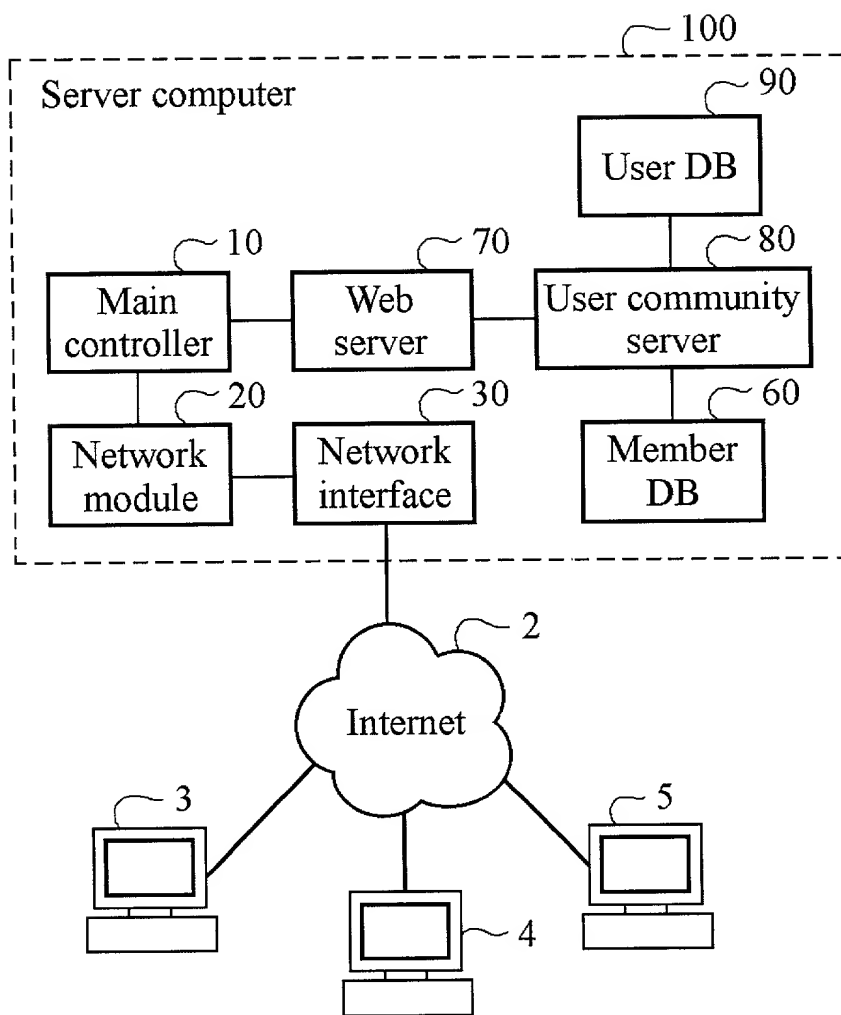 100
Server computer
90
User DB
10
70
80
Main
controller
Web
server
User community
server
20
30
60
Network
module
Network
interface
Member
DB
2
Internet
3
5
4